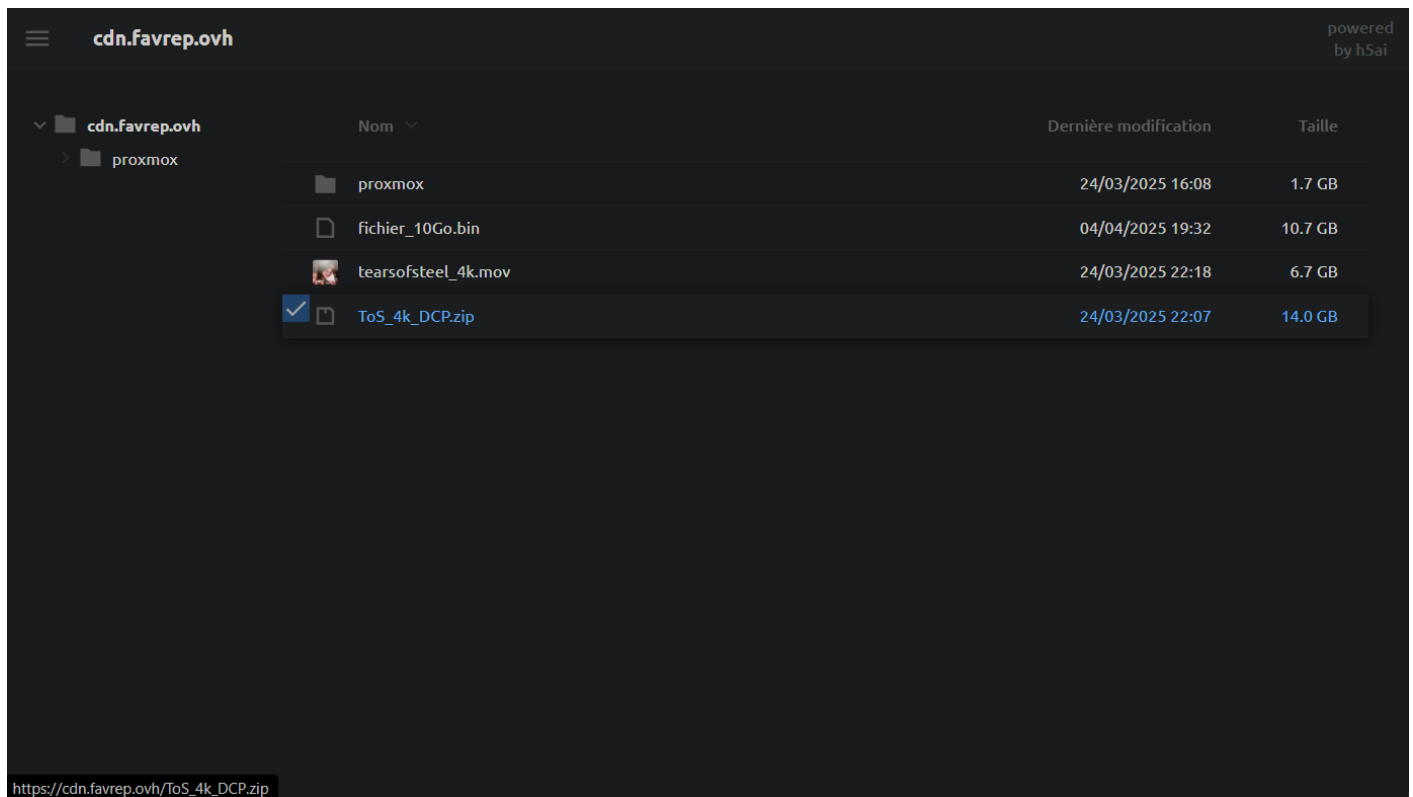 cdn.favrep.ovh
powered
by h5ai
cdn.favrep.ovh
proxmox
Nom Dernière modification Taille
proxmox 24/03/2025 16:08 1.7 GB
fichier_10Go.bin 04/04/2025 19:32 10.7 GB
tearsofsteel_4k.mov 24/03/2025 22:18 6.7 GB
ToS_4k_DCP.zip 24/03/2025 22:07 14.0 GB
https://cdn.favrep.ovh/ToS_4k_DCP.zip